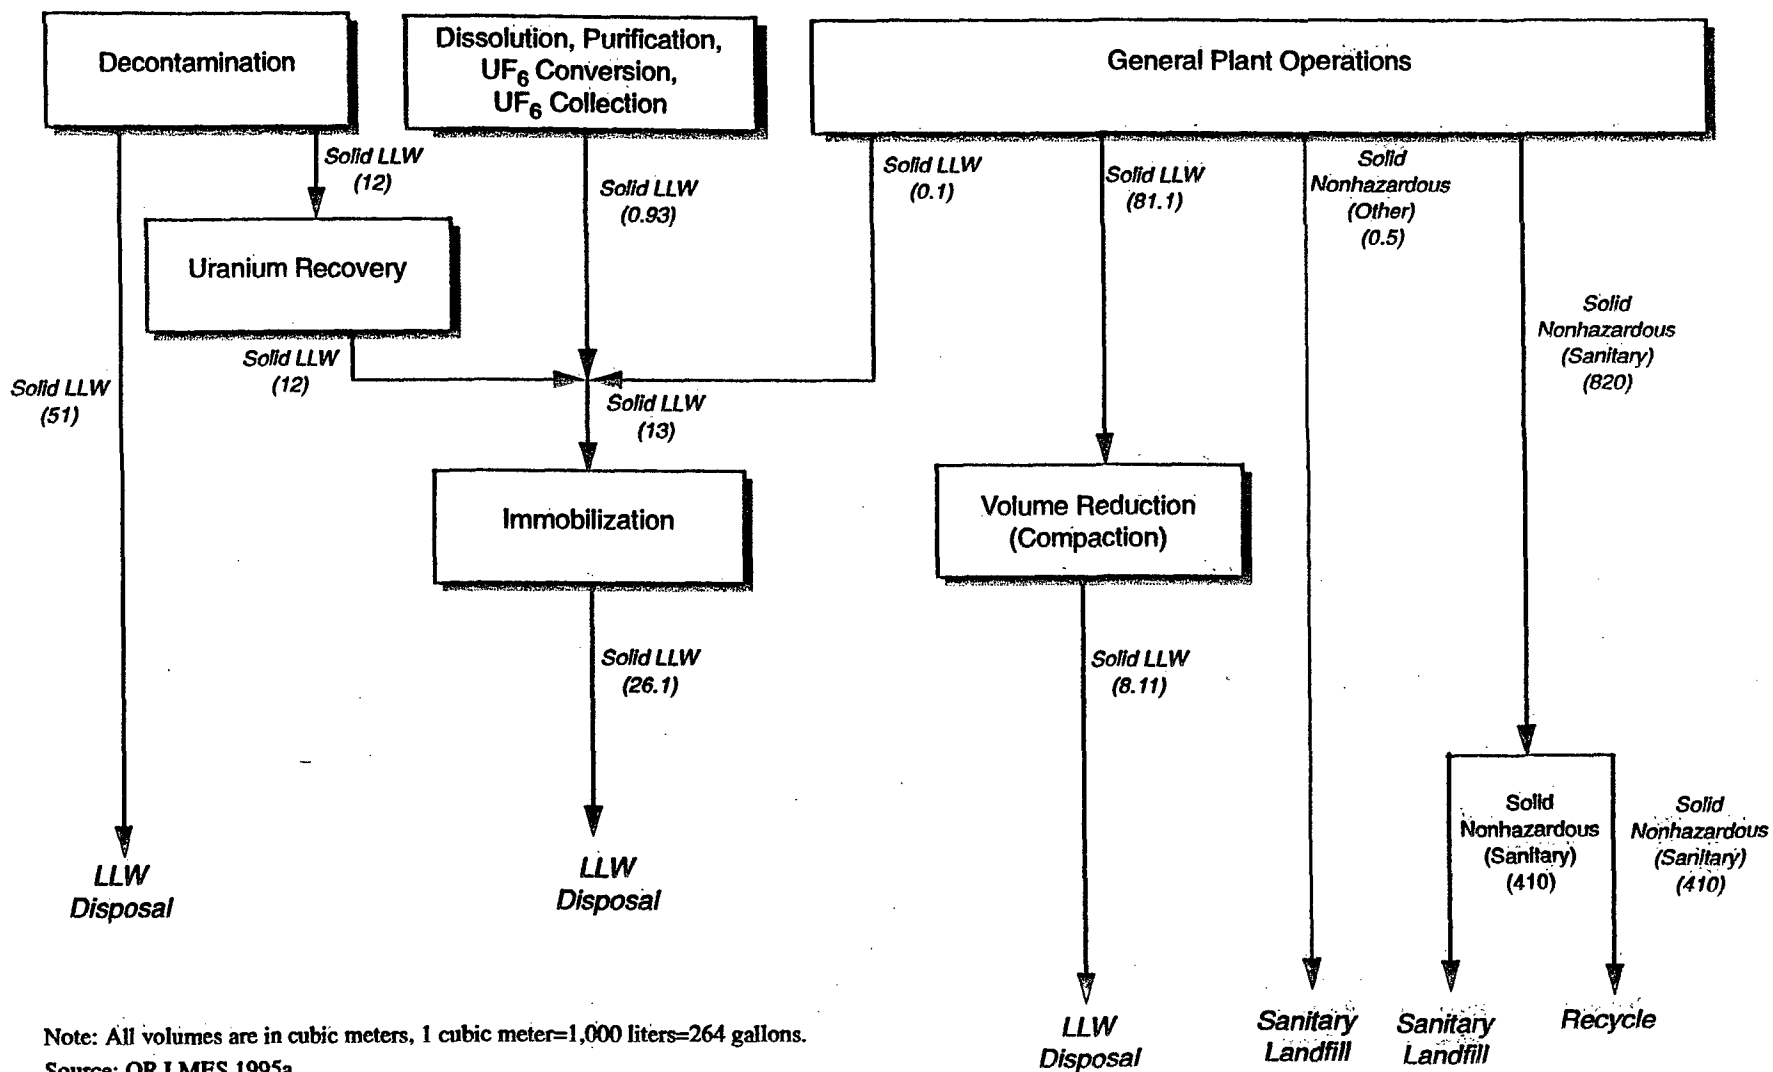 Decontamination
Dissolution, Purification,
UF6 Conversion,
UF6 Collection
General Plant Operations
Solid LLW
(12)
Solid LLW
(0.93)
Solid LLW
(0.1)
Solid LLW
(81.1)
Solid
Nonhazardous
(Other)
(0.5)
Uranium Recovery
Solid
Nonhazardous
(Sanitary)
(820)
Solid LLW
(12)
Solid LLW
(51)
Solid LLW
(13)
Immobilization
Volume Reduction
(Compaction)
Solid LLW
(26.1)
Solid LLW
(8.11)
Solid
Nonhazardous
(Sanitary)
(410)
Solid
Nonhazardous
(Sanitary)
(410)
LLW
Disposal
LLW
Disposal
LLW
Disposal
Sanitary
Landfill
Sanitary
Landfill
Recycle
Note: All volumes are in cubic meters, 1 cubic meter=1,000 liters=264 gallons.
Source: OR LMES 1995a